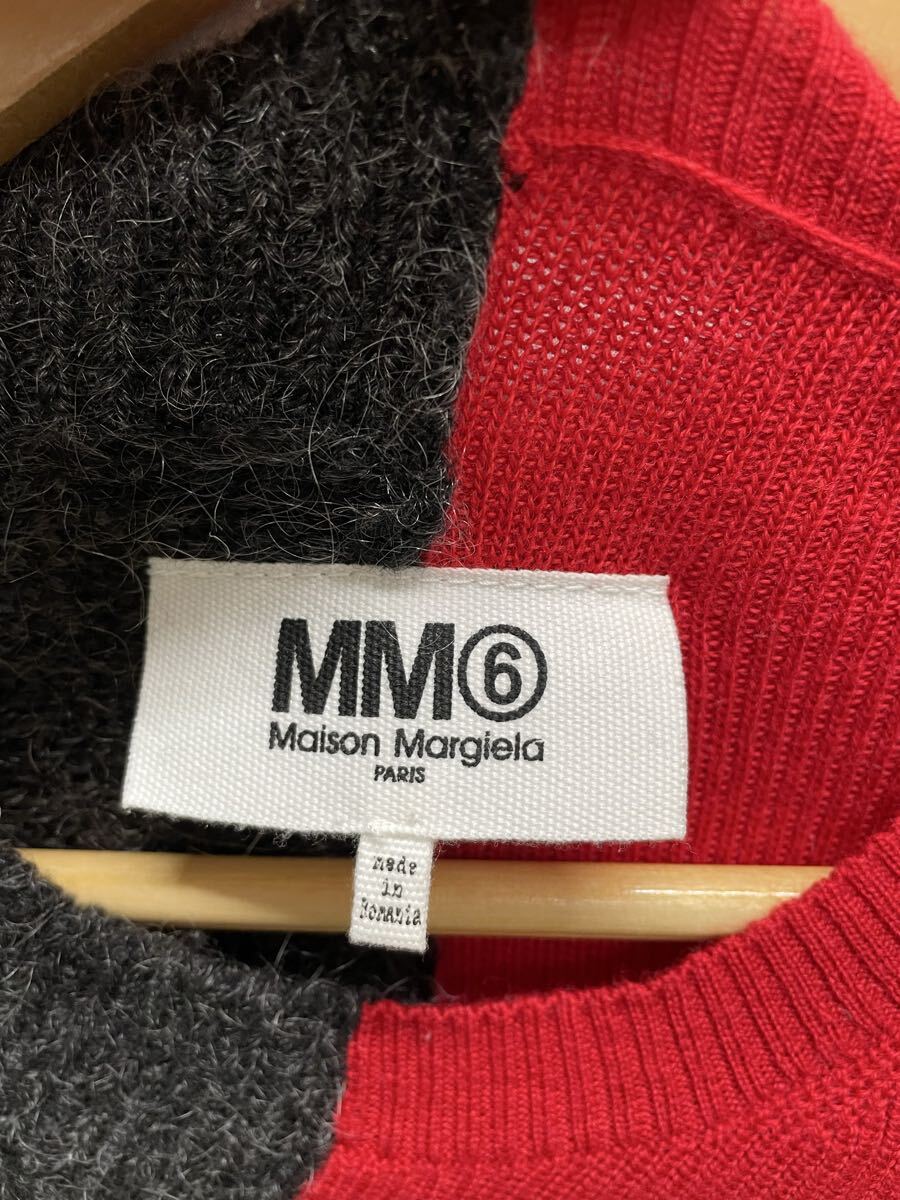 MM⑥
Maison Margiela
PARIS
made
in
Romania